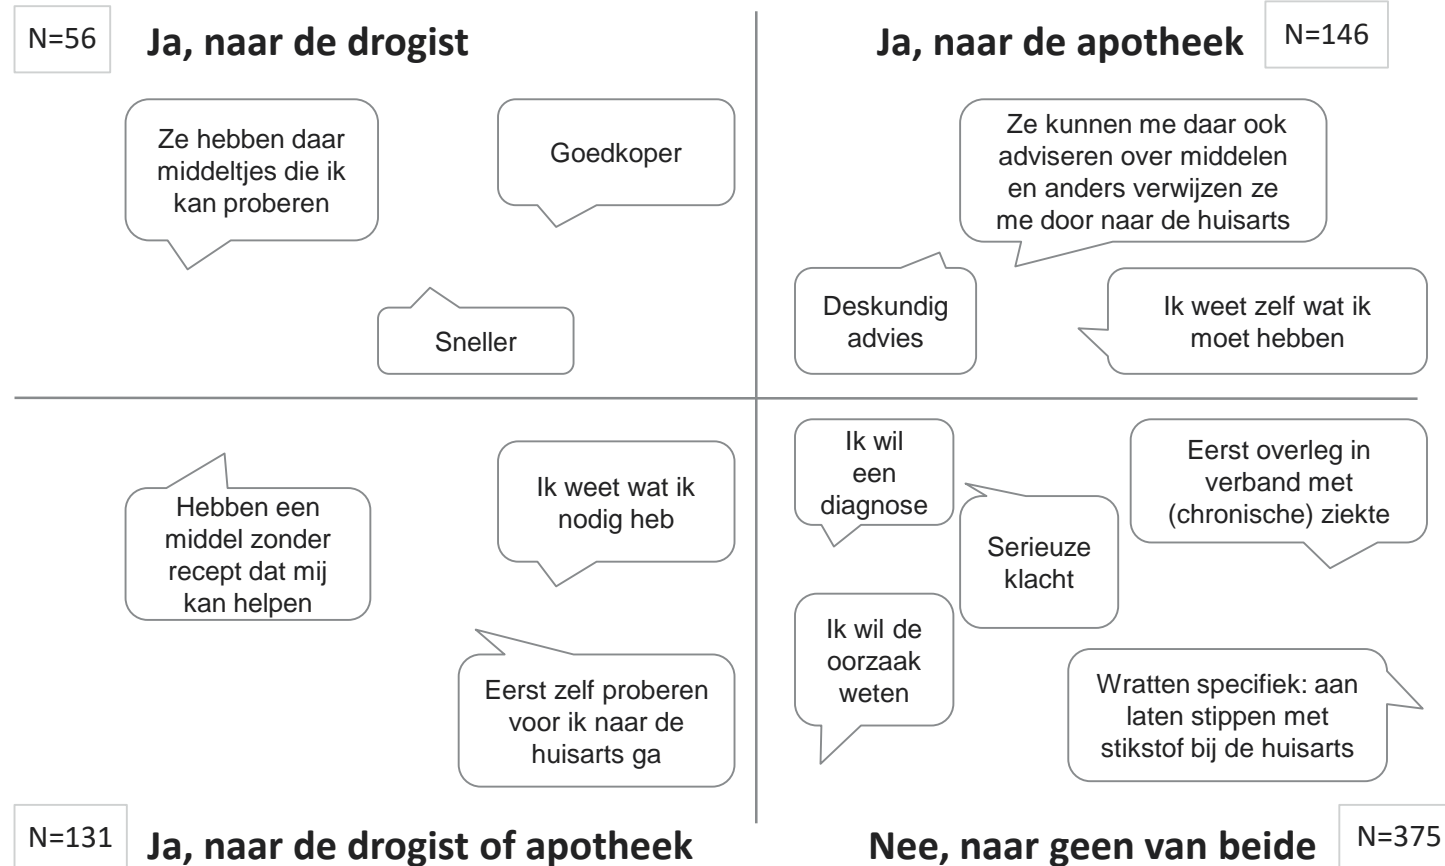 N=56
Ja, naar de drogist
Ze hebben daar
middeltjes die ik
kan proberen
Goedkoper
Sneller
Ja, naar de apotheek
N=146
Ze kunnen me daar ook
adviseren over middelen
en anders verwijzen ze
me door naar de huisarts
Deskundig
advies
Ik weet zelf wat ik
moet hebben
Hebben een
middel zonder
recept dat mij
kan helpen
Ik weet wat ik
nodig heb
Eerst zelf proberen
voor ik naar de
huisarts ga
N=131
Ja, naar de drogist of apotheek
Ik wil
een
diagnose
Serieuze
klacht
Eerst overleg in
verband met
(chronische) ziekte
Ik wil de
oorzaak
weten
Wratten specifiek: aan
laten stippen met
stikstof bij de huisarts
Nee, naar geen van beide
N=375